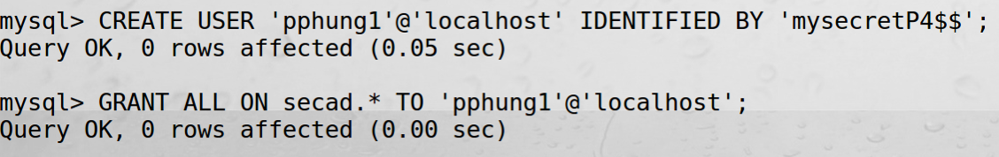 mysql> CREATE USER 'pphung1'@'localhost' IDENTIFIED BY 'mysecretP4$$';
Query OK, 0 rows affected (0.05 sec)
mysql> GRANT ALL ON secad.* TO 'pphung1'@'localhost';
Query OK, 0 rows affected (0.00 sec)